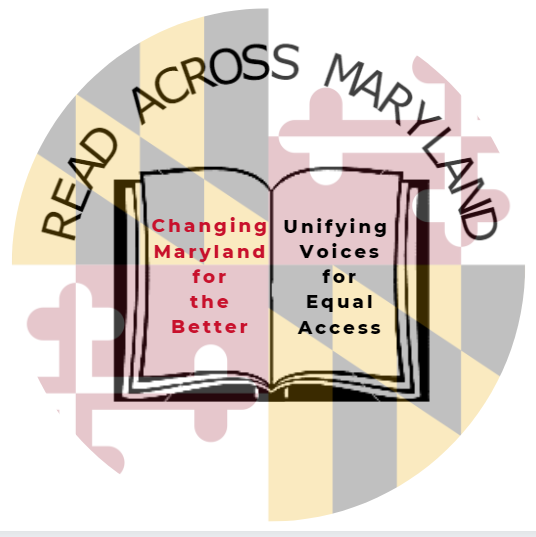 READ ACROSS MARYLAND
Changing
Maryland
for
the
Better
Unifying
Voices
for
Equal
Access